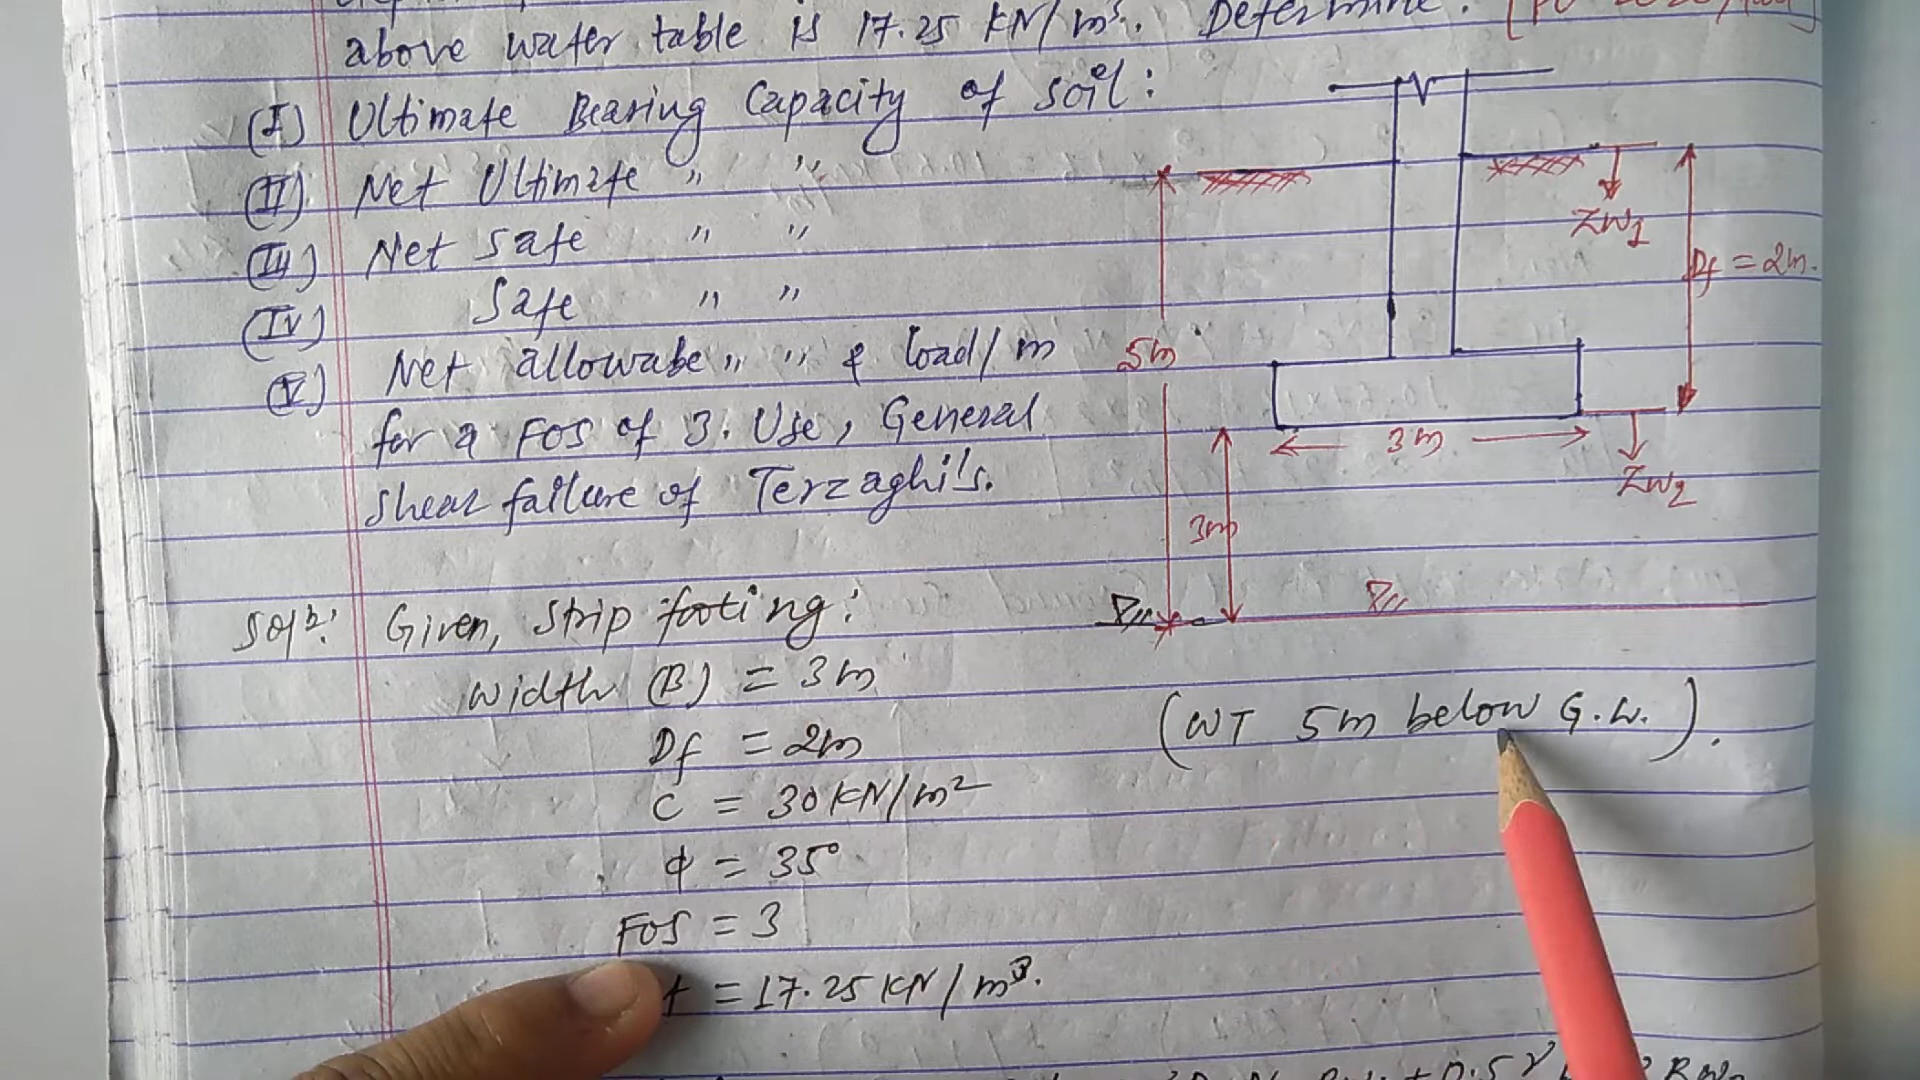 above water table is 17.25 KN/m³. Determine.
(I) Ultimate Bearing Capacity of soil:
(II) Net Ultimate " "
(III) Net safe " "
(IV) Safe " "
(V) Net allowabe " " & load/m
for a FOS of 3. Use, General
shear failure of Terzaghi's.
ZW1
Df = 2m.
5m
3m
ZW2
3m
Soln: Given, strip footing:
width (B) = 3m
Df = 2m
(WT 5m below G.L.).
C = 30 KN/m²
φ = 35°
FOS = 3
t = 17.25 KN/m³.